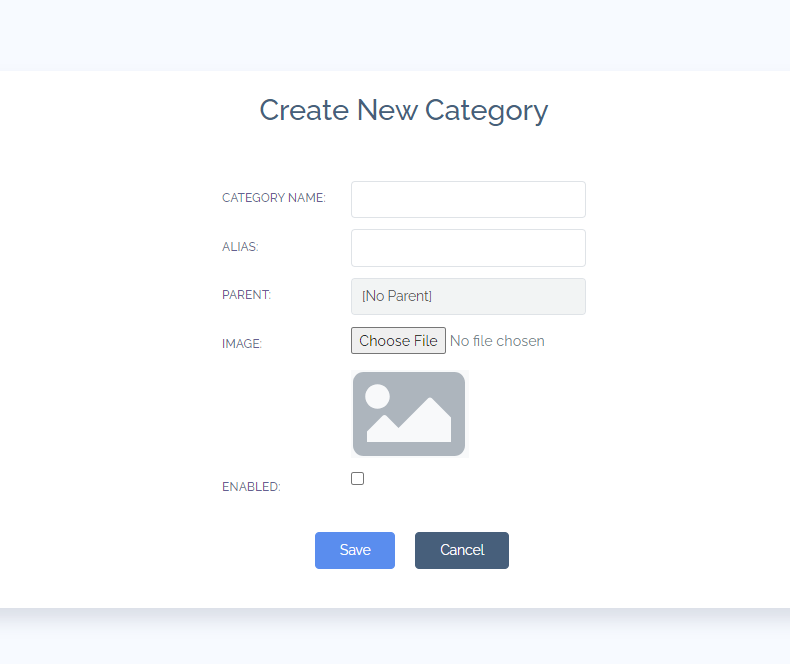 Create New Category
CATEGORY NAME:
ALIAS:
PARENT:
[No Parent]
IMAGE:
Choose File No file chosen
ENABLED:
Save
Cancel